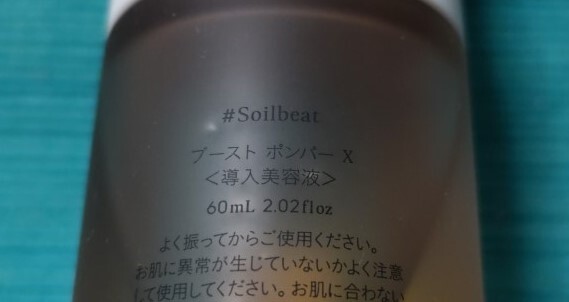 #Soilbeat
ブースト ボンバー X
＜導入美容液＞
60mL 2.02floz
よく振ってからご使用ください。
お肌に異常が生じていないかよく注意
して使用してください。お肌に合わない